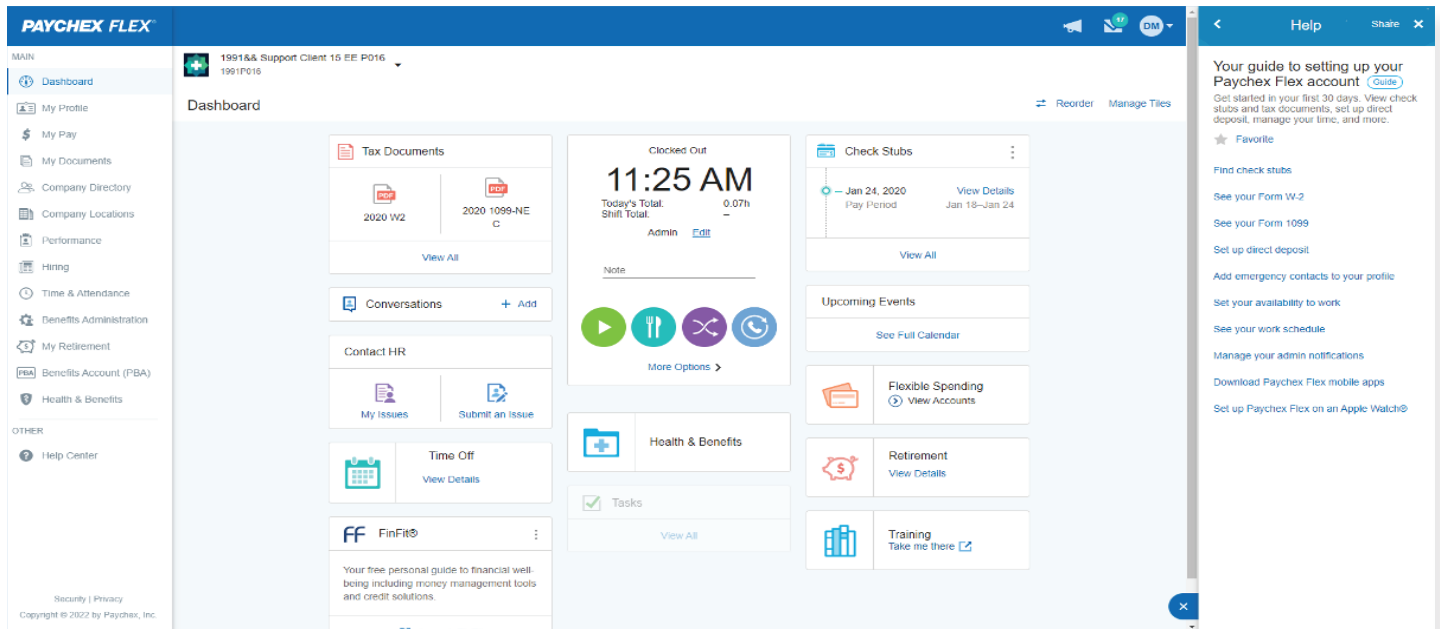 PAYCHEX FLEX®
17
DM
MAIN
Dashboard
My Profile
My Pay
My Documents
Company Directory
Company Locations
Performance
Hiring
Time & Attendance
Benefits Administration
My Retirement
PBA Benefits Account (PBA)
Health & Benefits
OTHER
Help Center
Security | Privacy
Copyright © 2022 by Paychex, Inc.
1991&& Support Client 15 EE P016
1991P016
Dashboard
Reorder Manage Tiles
Tax Documents
PDF
2020 W2
PDF
2020 1099-NE
C
View All
Conversations
+ Add
Contact HR
My Issues
Submit an Issue
Time Off
View Details
FF FinFit®
Your free personal guide to financial well-
being including money management tools
and credit solutions.
Clocked Out
11:25 AM
Today's Total: 0.07h
Shift Total: –
Admin Edit
Note
More Options
Health & Benefits
Tasks
View All
Check Stubs
– Jan 24, 2020 View Details
Pay Period Jan 18–Jan 24
View All
Upcoming Events
See Full Calendar
Flexible Spending
View Accounts
Retirement
View Details
Training
Take me there
Help
Share
Your guide to setting up your
Paychex Flex account Guide
Get started in your first 30 days. View check
stubs and tax documents, set up direct
deposit, manage your time, and more.
Favorite
Find check stubs
See your Form W-2
See your Form 1099
Set up direct deposit
Add emergency contacts to your profile
Set your availability to work
See your work schedule
Manage your admin notifications
Download Paychex Flex mobile apps
Set up Paychex Flex on an Apple Watch®